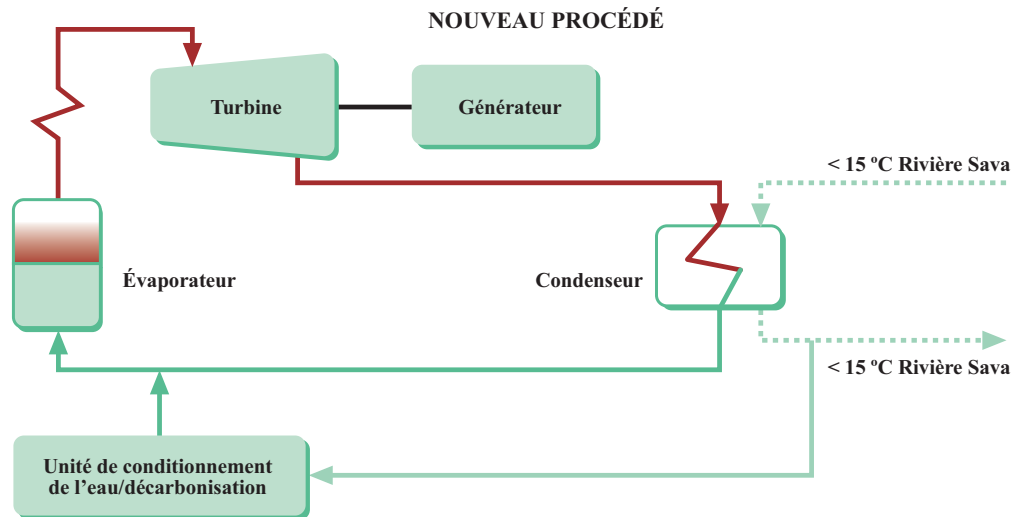 NOUVEAU PROCÉDÉ
Turbine
Générateur
< 15 ºC Rivière Sava
Évaporateur
Condenseur
< 15 ºC Rivière Sava
Unité de conditionnement
de l’eau/décarbonisation